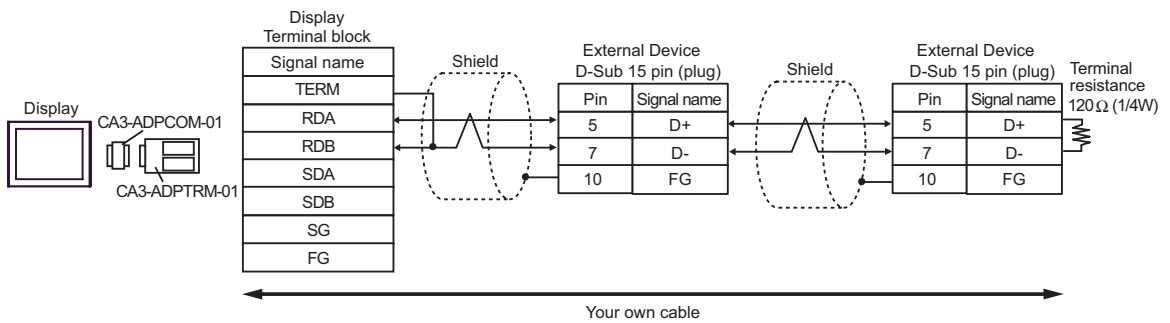 Display
CA3-ADPCOM-01
CA3-ADPTRM-01
Display
Terminal block
Signal name
TERM
RDA
RDB
SDA
SDB
SG
FG
Shield
External Device
D-Sub 15 pin (plug)
Pin Signal name
5 D+
7 D-
10 FG
Shield
External Device
D-Sub 15 pin (plug)
Pin Signal name
5 D+
7 D-
10 FG
Terminal
resistance
120Ω (1/4W)
Your own cable